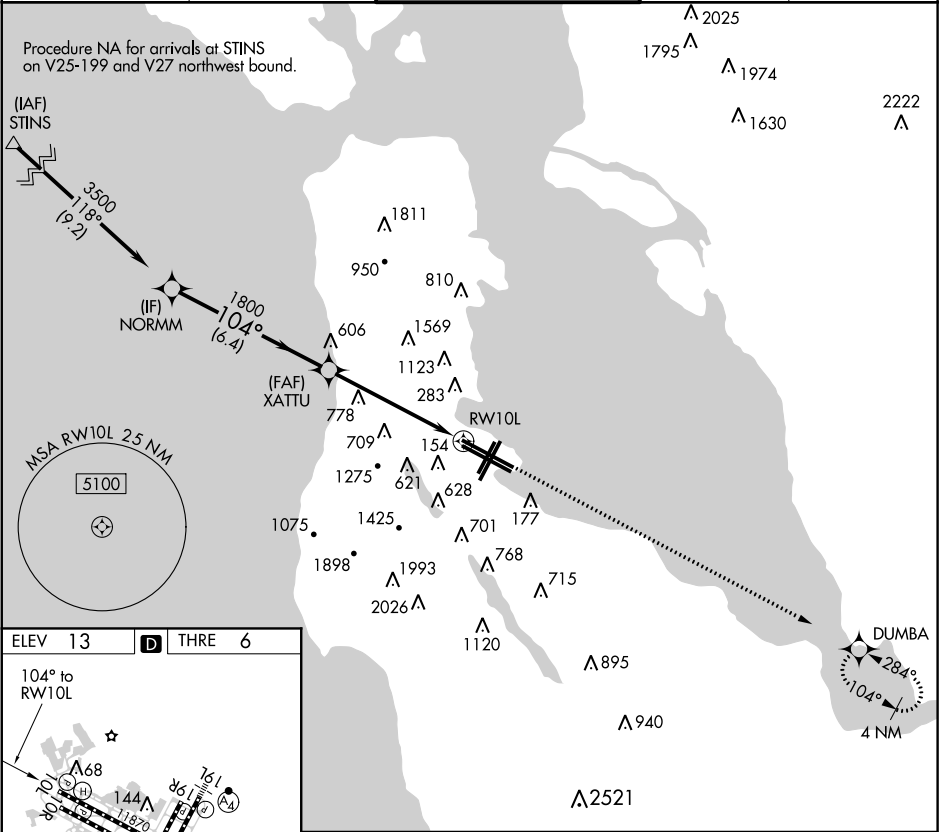 Procedure NA for arrivals at STINS
on V25-199 and V27 northwest bound.
2025
1795
1974
1630
2222
(IAF)
STINS
3500
118°
(9.2)
1811
950
810
(IF)
NORMM
1800
104°
(6.4)
606
1569
1123
283
(FAF)
XATTU
778
709
RW10L
154
1275
621
628
177
MSA RW10L 25 NM
5100
1075
1425
701
1898
1993
768
2026
715
1120
895
940
2521
DUMBA
284°
104°
4 NM
ELEV 13
D
THRE 6
104° to
RW10L
68
P
H
10L
10R
P
144
11870
19R
19L
P
P
A4